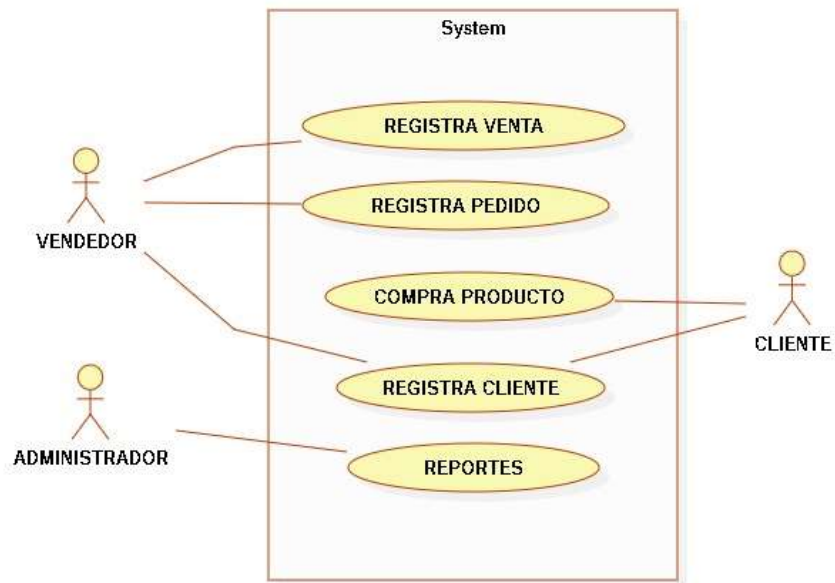 System
REGISTRA VENTA
REGISTRA PEDIDO
VENDEDOR
COMPRA PRODUCTO
CLIENTE
REGISTRA CLIENTE
ADMINISTRADOR
REPORTES